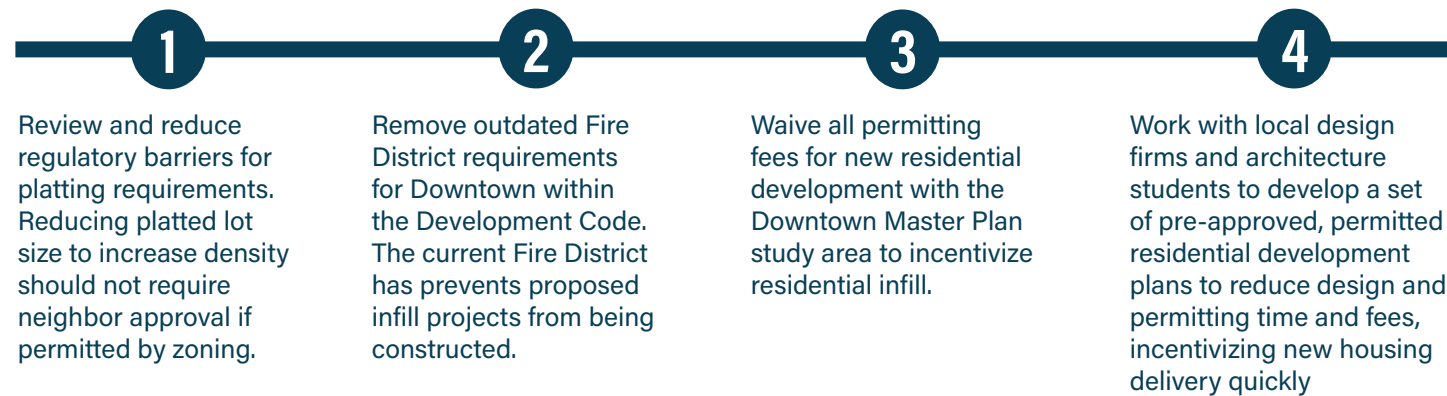 1
Review and reduce
regulatory barriers for
platting requirements.
Reducing platted lot
size to increase density
should not require
neighbor approval if
permitted by zoning.
2
Remove outdated Fire
District requirements
for Downtown within
the Development Code.
The current Fire District
has prevents proposed
infill projects from being
constructed.
3
Waive all permitting
fees for new residential
development with the
Downtown Master Plan
study area to incentivize
residential infill.
4
Work with local design
firms and architecture
students to develop a set
of pre-approved, permitted
residential development
plans to reduce design and
permitting time and fees,
incentivizing new housing
delivery quickly